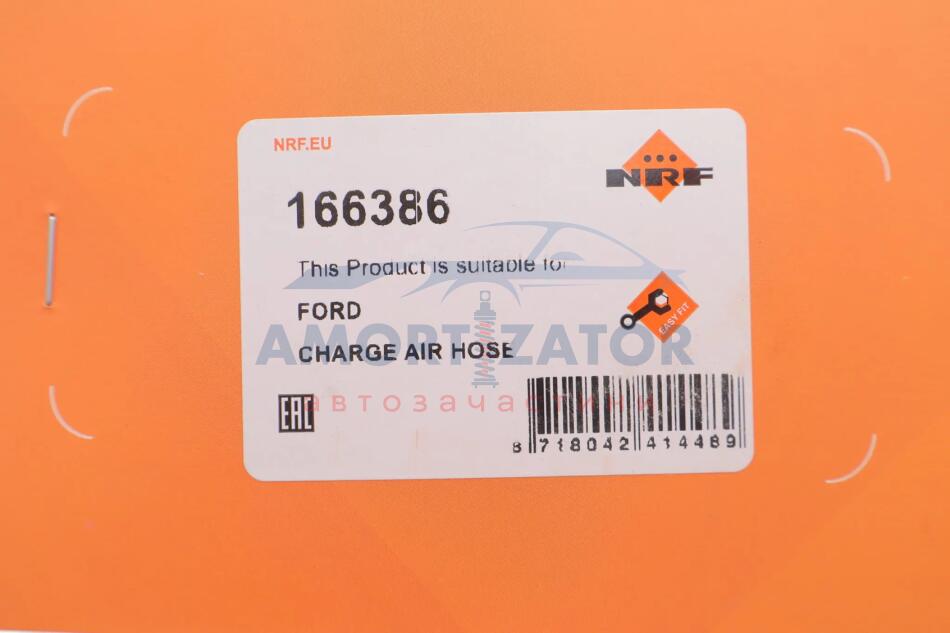 NRF.EU
NRF
166386
This Product is suitable for
FORD
EASY FIT
AMORTIZATOR
CHARGE AIR HOSE
автозачастини
EAC
8 718042 414489